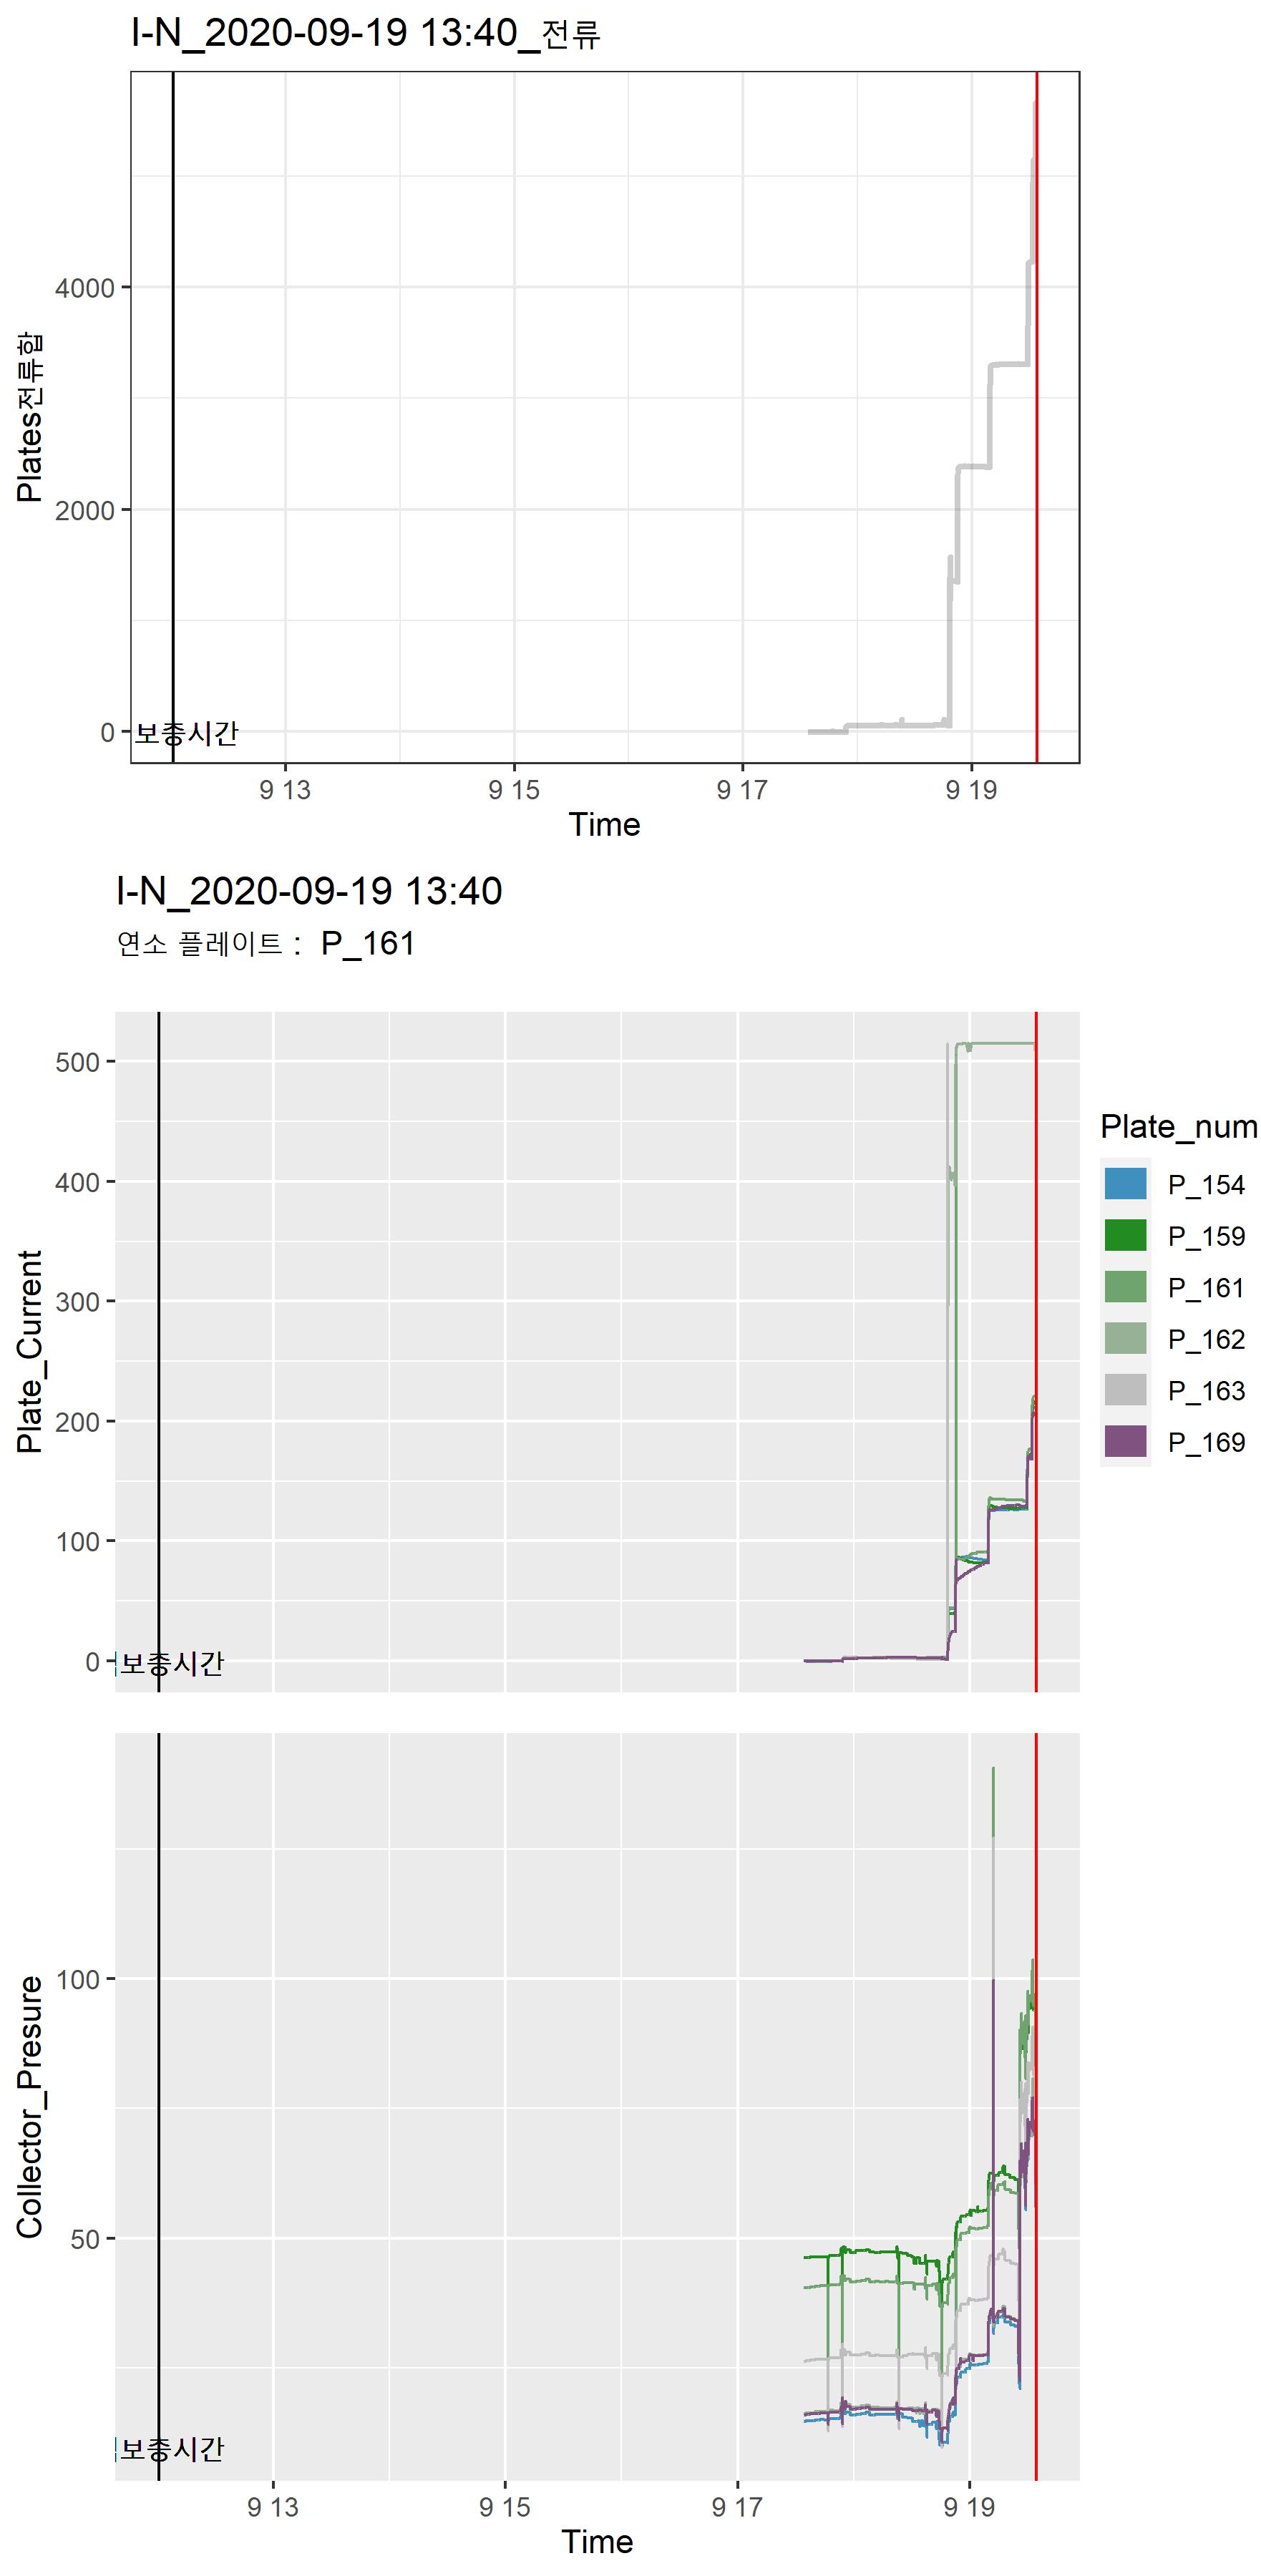 I-N_2020-09-19 13:40_전류
Plates전류합
4000
2000
0
보증시간
9 13
9 15
9 17
9 19
Time
I-N_2020-09-19 13:40
연소 플레이트 : P_161
Plate_Current
500
400
300
200
100
0
보증시간
Plate_num
P_154
P_159
P_161
P_162
P_163
P_169
Collector_Presure
100
50
보증시간
9 13
9 15
9 17
9 19
Time